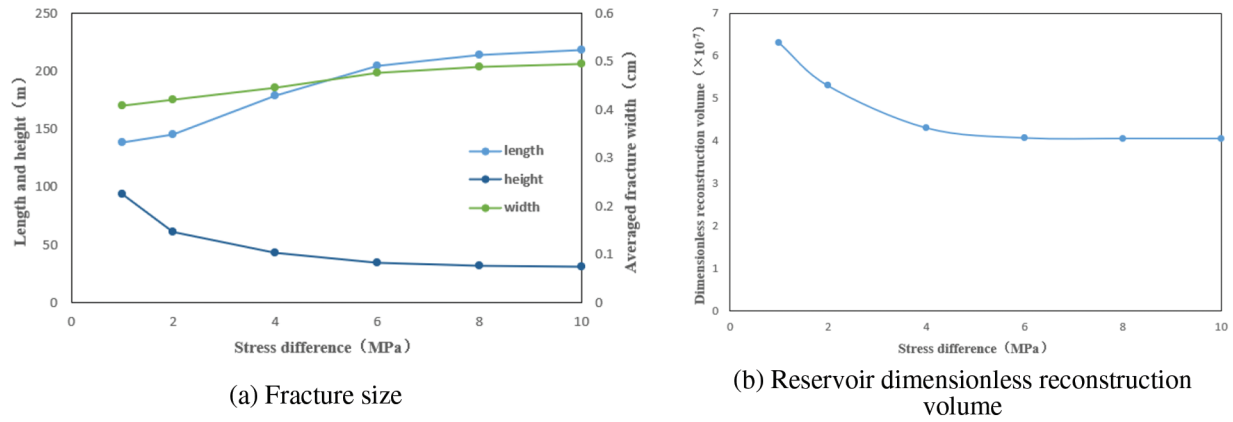 250
200
150
100
50
0
Length and height（m）
0.6
0.5
0.4
0.3
0.2
0.1
0
Averaged fracture width（cm）
length
height
width
0 2 4 6 8 10
Stress difference（MPa）
(a) Fracture size
7
6
5
4
3
2
1
0
Dimensionless reconstruction volume（×10⁻⁷）
0 2 4 6 8 10
Stress difference（MPa）
(b) Reservoir dimensionless reconstruction
volume